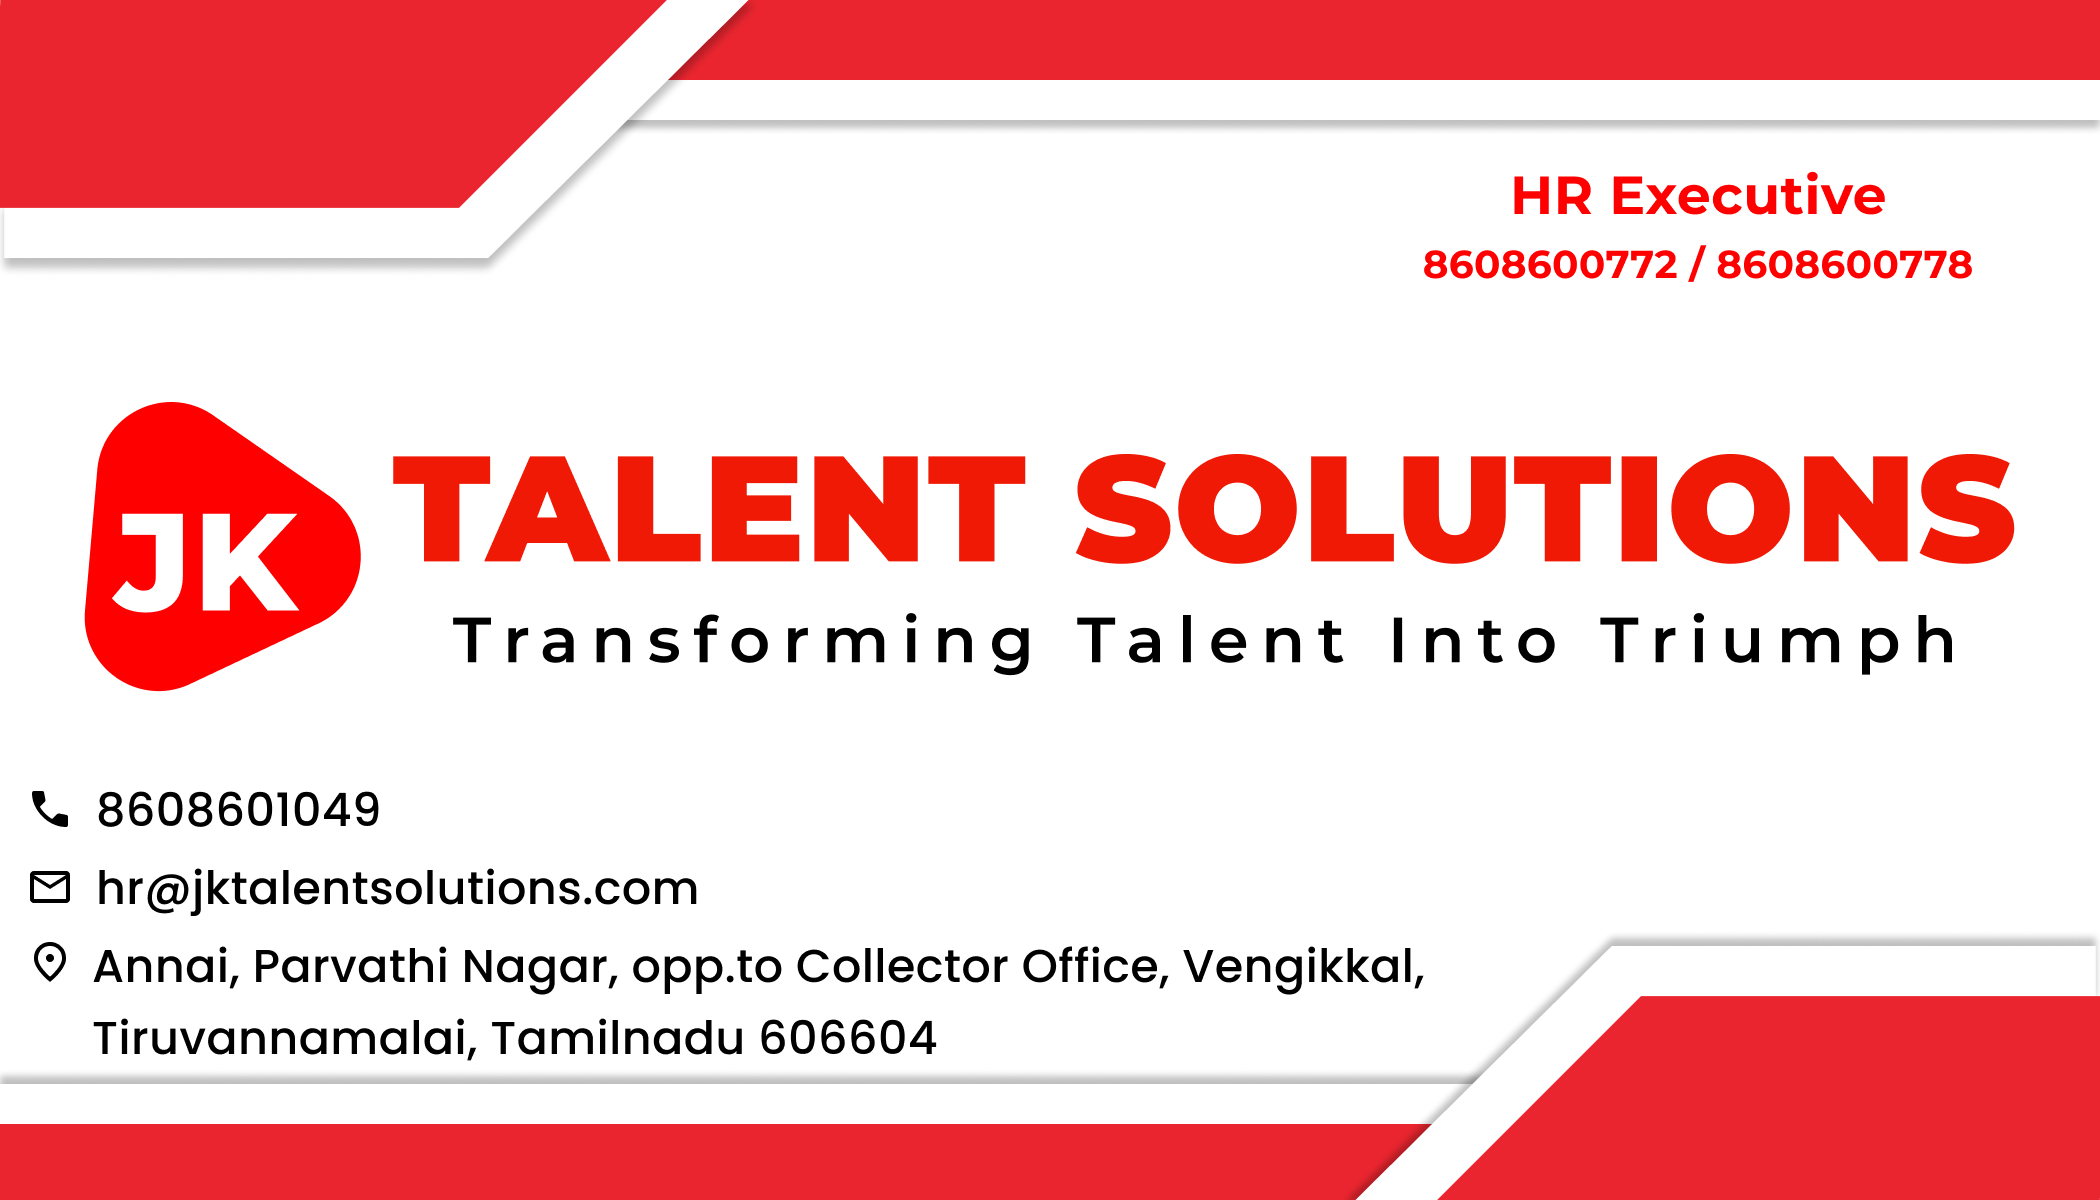 HR Executive
8608600772 / 8608600778
JK
TALENT SOLUTIONS
Transforming Talent Into Triumph
8608601049
hr@jktalentsolutions.com
Annai, Parvathi Nagar, opp.to Collector Office, Vengikkal,
Tiruvannamalai, Tamilnadu 606604